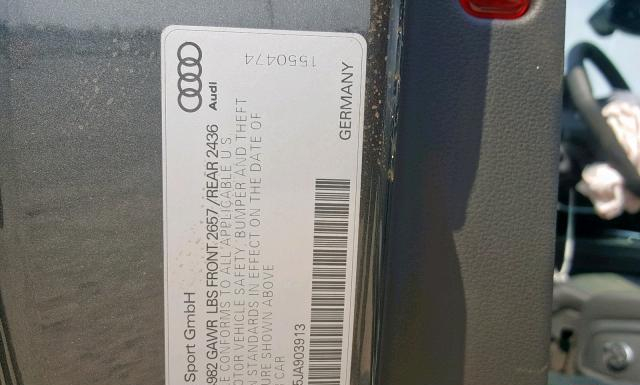 Audi
1550474
Sport GmbH
982 GAWR LBS FRONT 2657 /REAR 2436
E CONFORMS TO ALL APPLICABLE U.S.
OTOR VEHICLE SAFETY, BUMPER AND THEFT
STANDARDS IN EFFECT ON THE DATE OF
URE SHOWN ABOVE
CAR
GERMANY
5JA903913